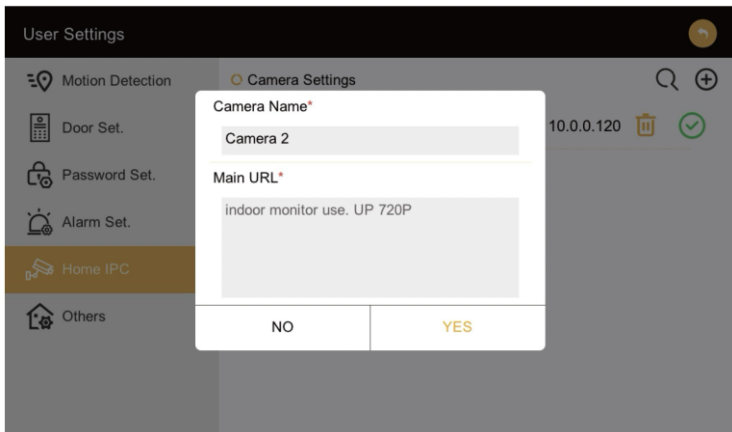 User Settings
Motion Detection
Door Set.
Password Set.
Alarm Set.
Home IPC
Others
Camera Settings
10.0.0.120
Camera Name*
Camera 2
Main URL*
indoor monitor use. UP 720P
NO
YES